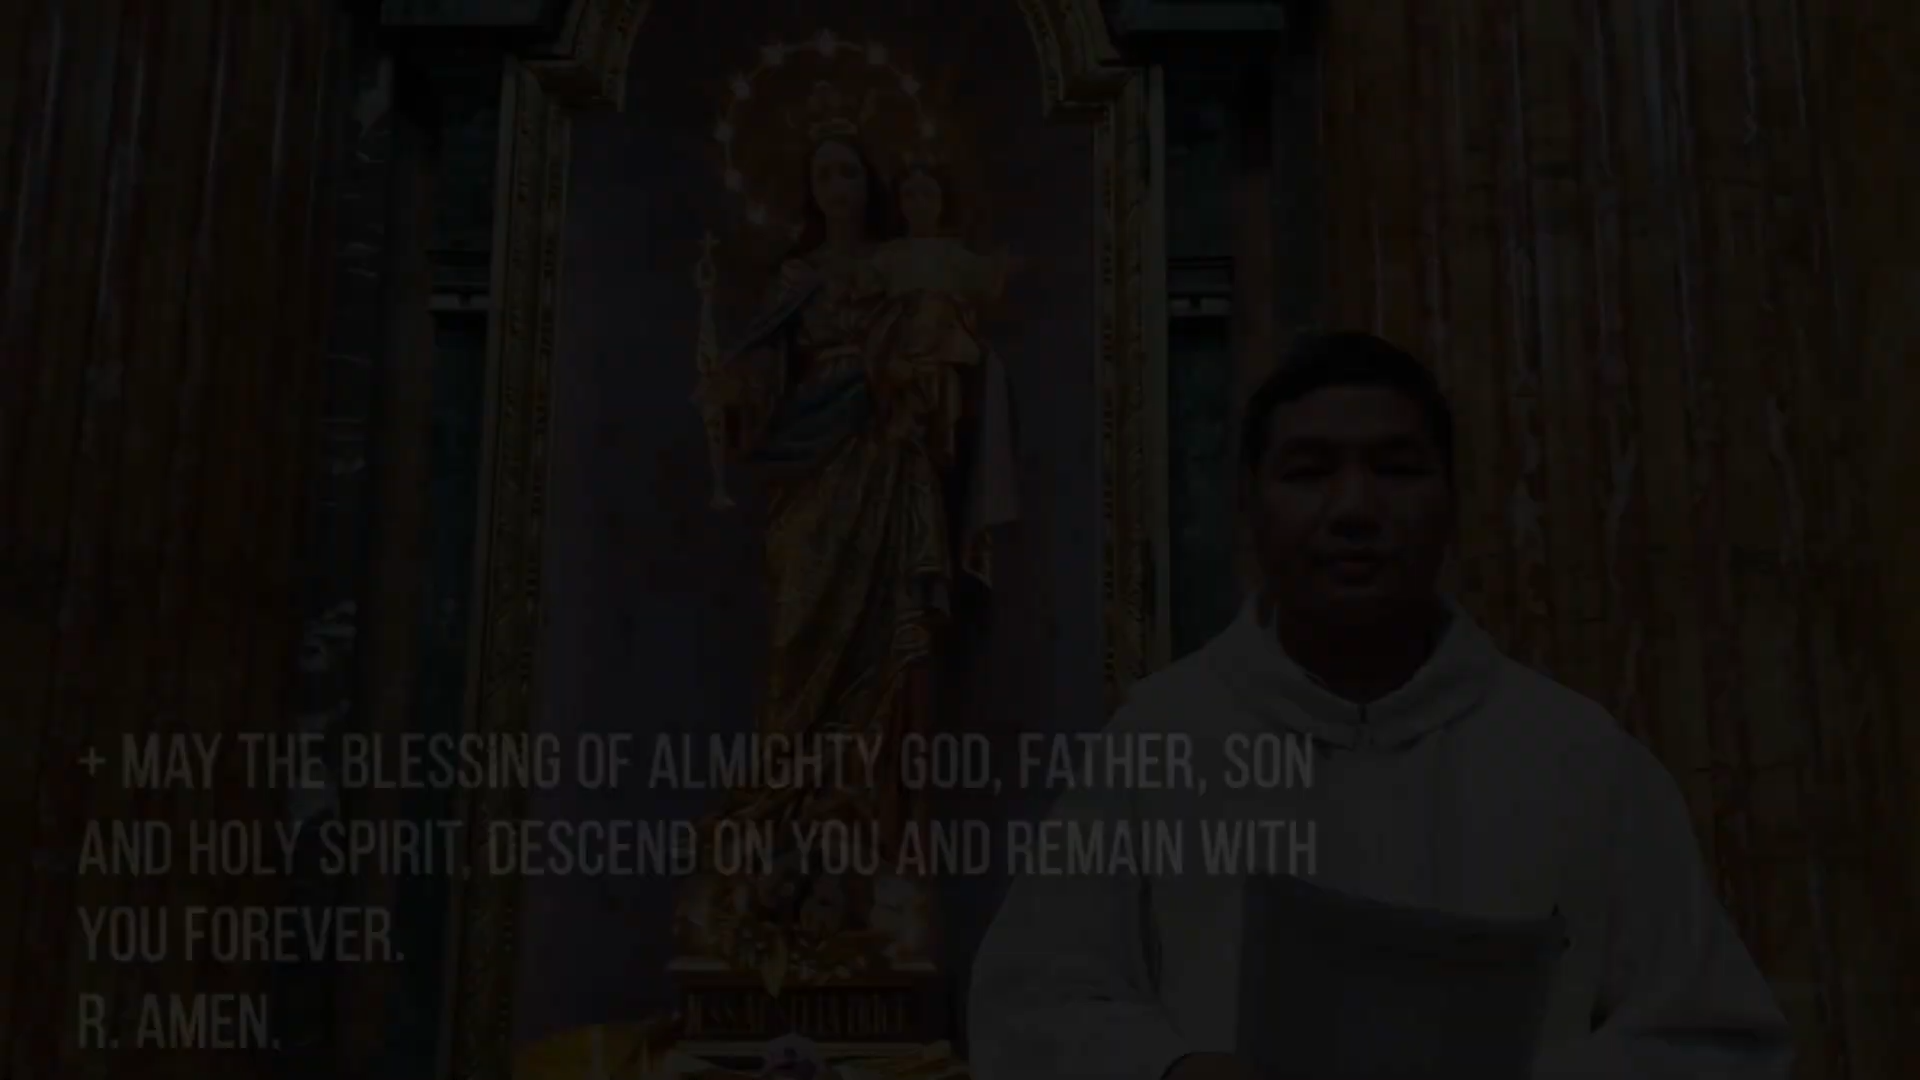 + MAY THE BLESSING OF ALMIGHTY GOD, FATHER, SON
AND HOLY SPIRIT, DESCEND ON YOU AND REMAIN WITH
YOU FOREVER.
R. AMEN.